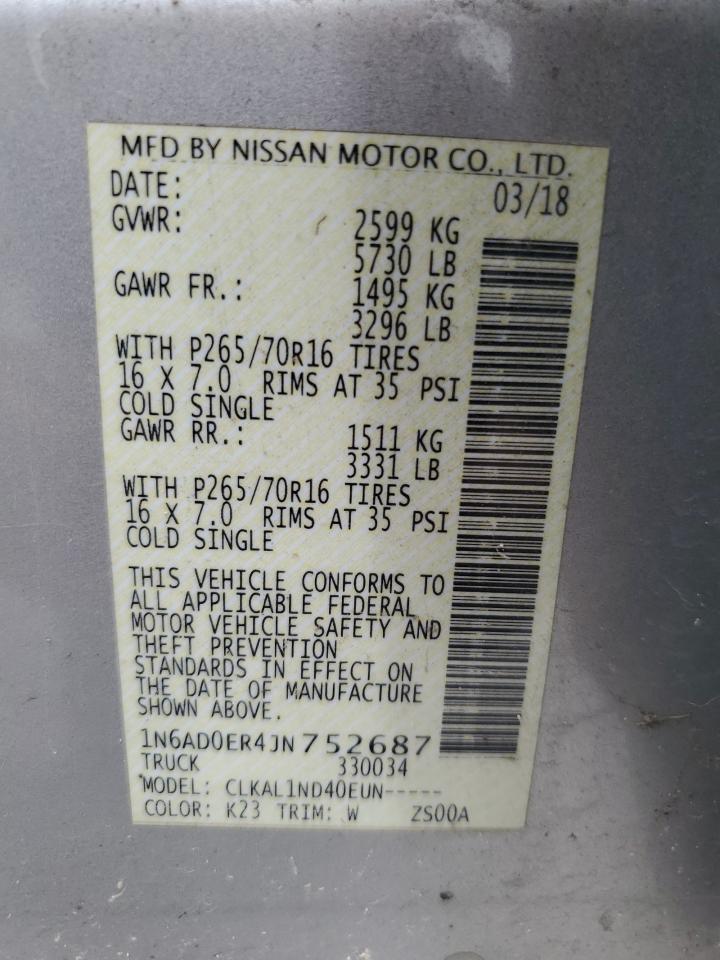 MFD BY NISSAN MOTOR CO., LTD.
DATE: 03/18
GVWR: 2599 KG
5730 LB
GAWR FR.: 1495 KG
3296 LB
WITH P265/70R16 TIRES
16 X 7.0 RIMS AT 35 PSI
COLD SINGLE
GAWR RR.: 1511 KG
3331 LB
WITH P265/70R16 TIRES
16 X 7.0 RIMS AT 35 PSI
COLD SINGLE
THIS VEHICLE CONFORMS TO
ALL APPLICABLE FEDERAL
MOTOR VEHICLE SAFETY AND
THEFT PREVENTION
STANDARDS IN EFFECT ON
THE DATE OF MANUFACTURE
SHOWN ABOVE.
1N6AD0ER4JN752687
TRUCK 330034
MODEL: CLKAL1ND40EUN-----
COLOR: K23 TRIM: W ZS00A